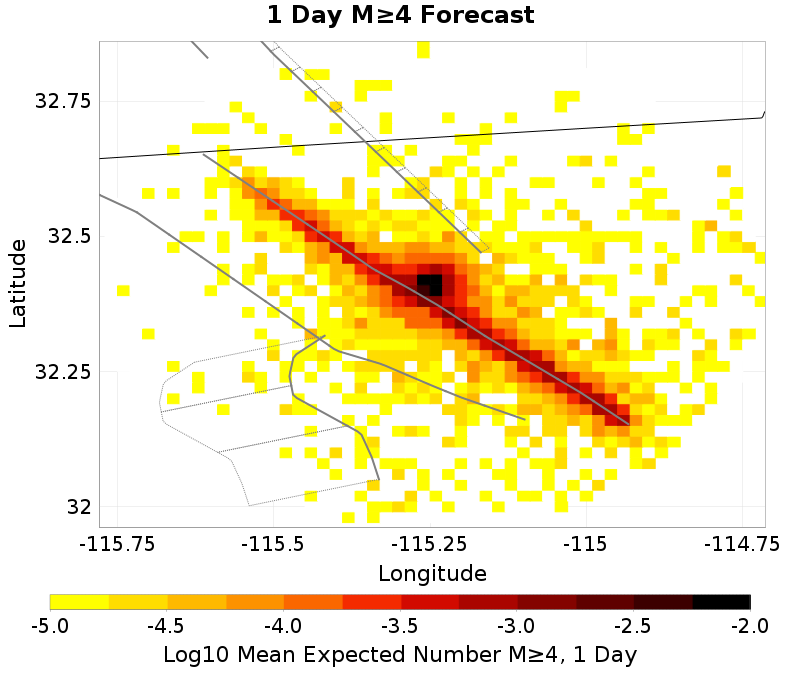 1 Day M≥4 Forecast
32.75
32.5
32.25
32
Latitude
-115.75 -115.5 -115.25 -115 -114.75
Longitude
-5.0 -4.5 -4.0 -3.5 -3.0 -2.5 -2.0
Log10 Mean Expected Number M≥4, 1 Day